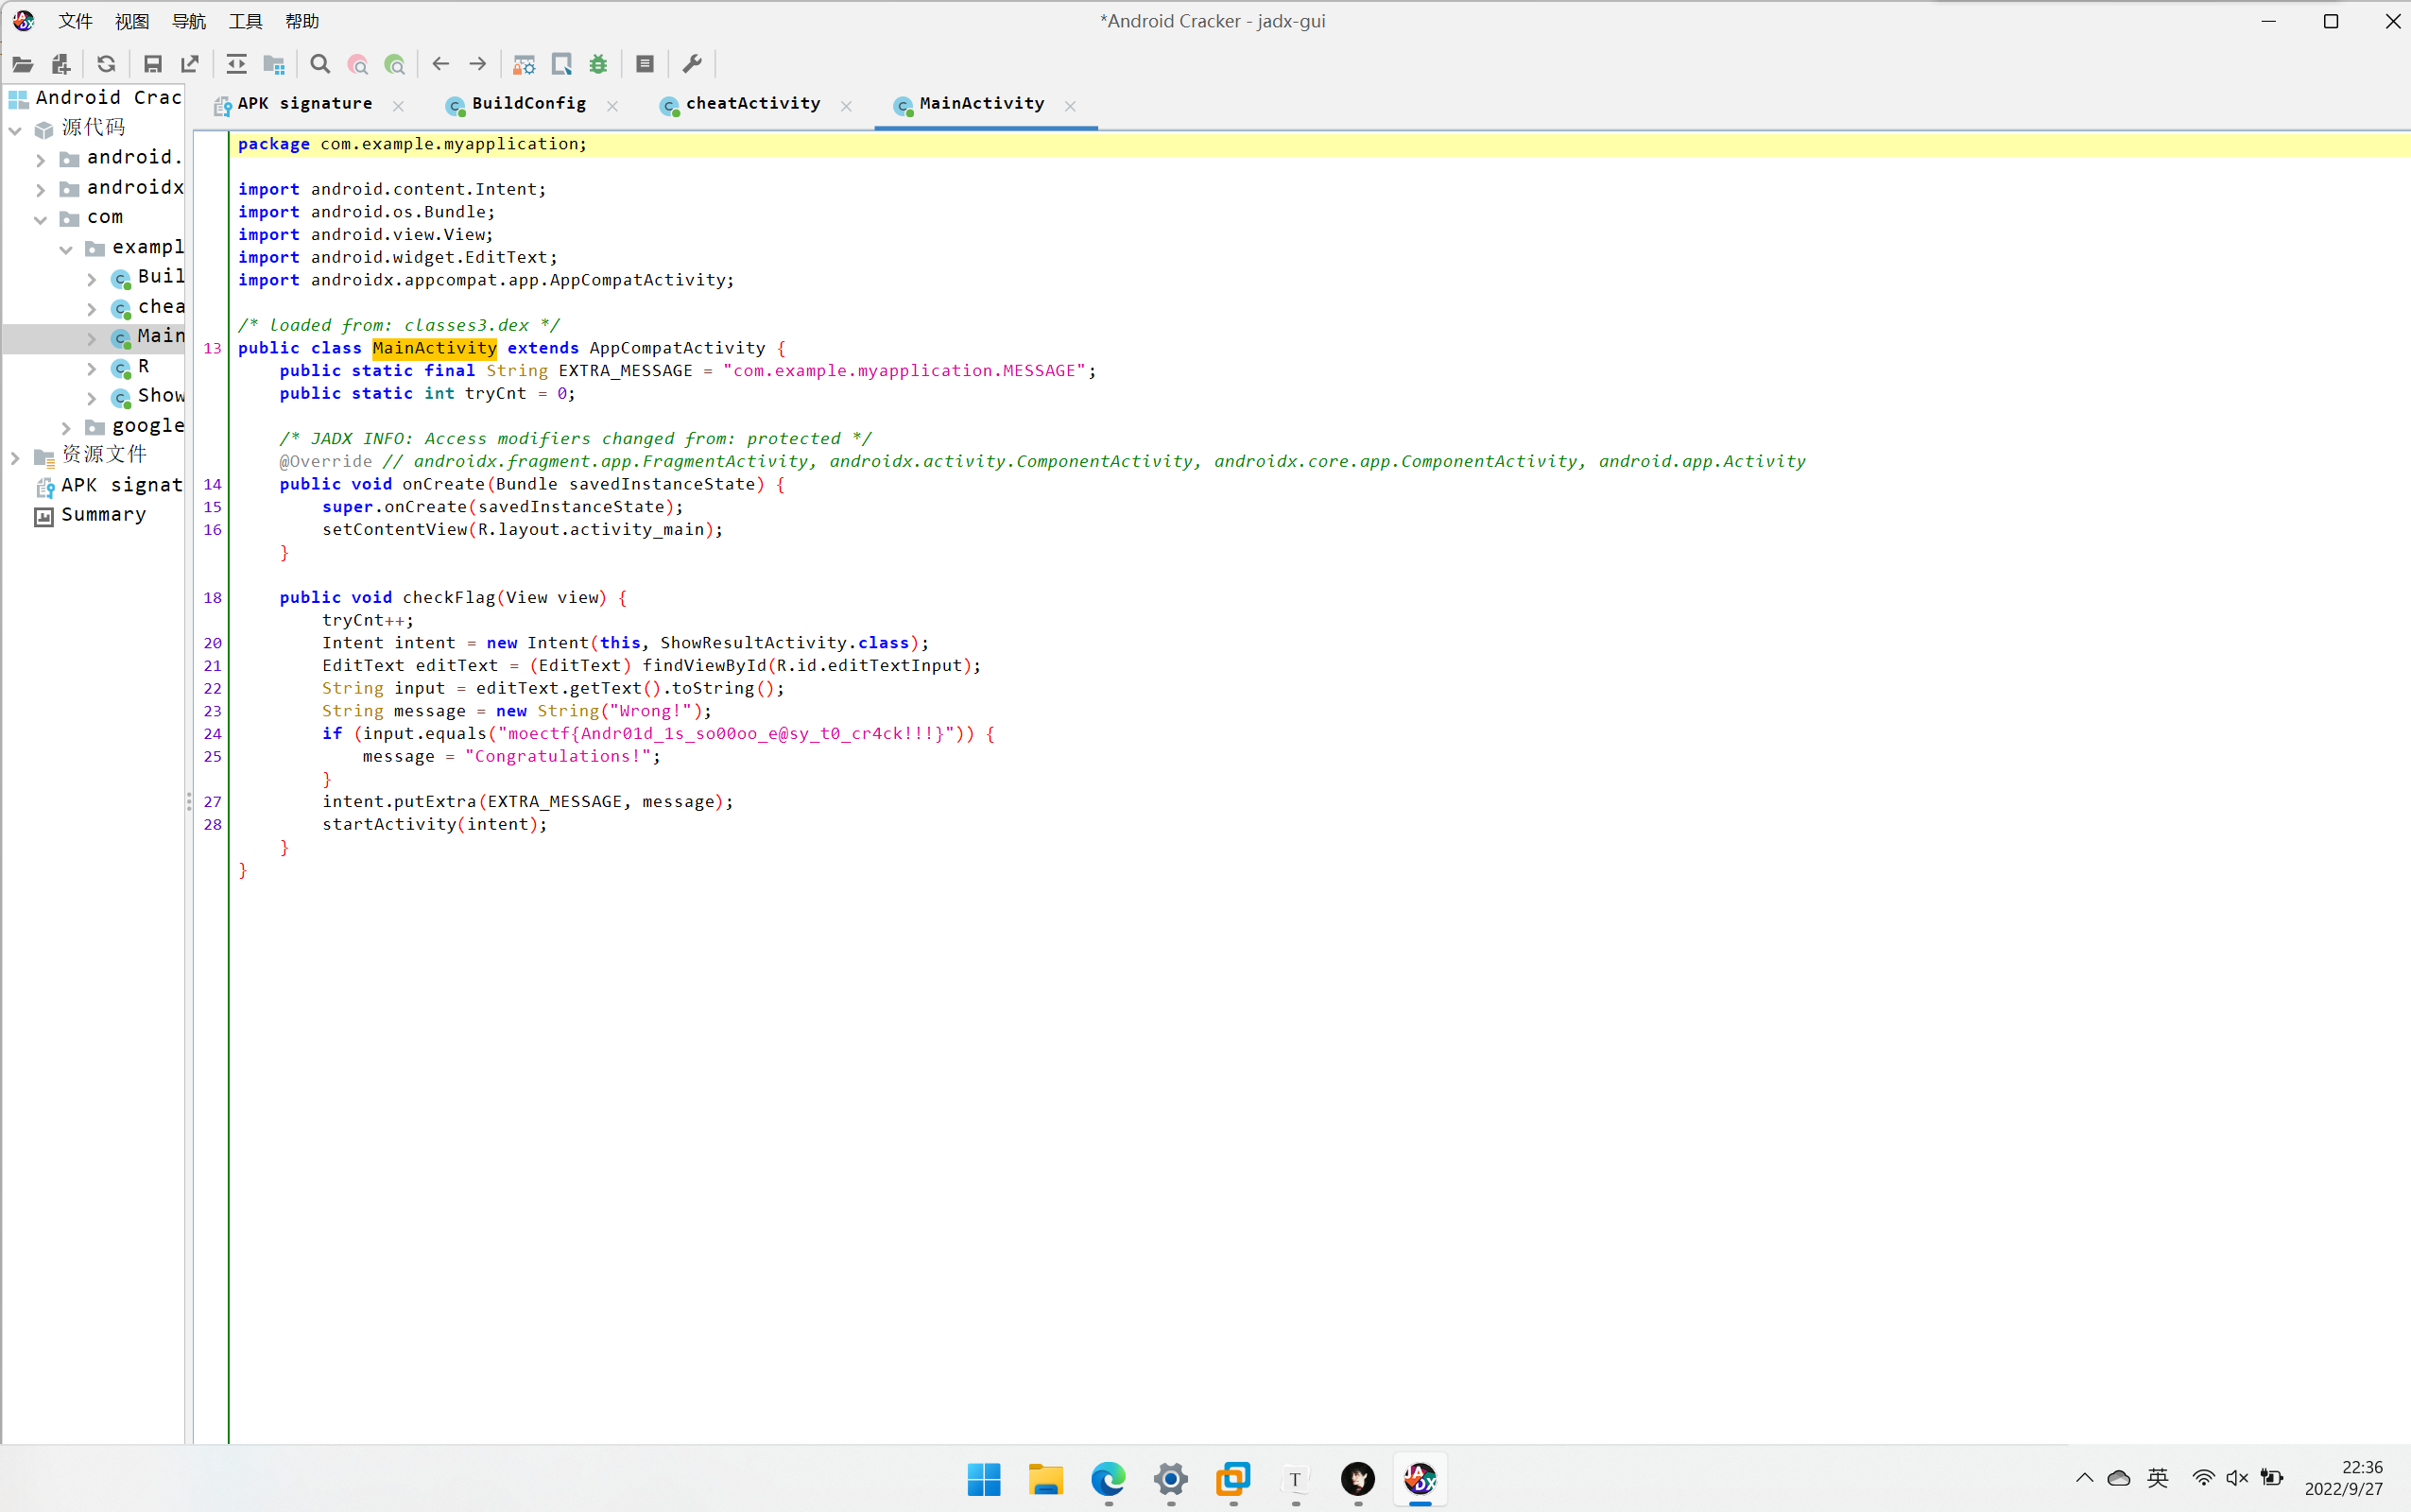 文件 视图 导航 工具 帮助
*Android Cracker - jadx-gui
Android Crac
源代码
android.
androidx
com
exampl
Buil
chea
Main
R
Show
google
资源文件
APK signat
Summary
APK signature
BuildConfig
cheatActivity
MainActivity
package com.example.myapplication;
import android.content.Intent;
import android.os.Bundle;
import android.view.View;
import android.widget.EditText;
import androidx.appcompat.app.AppCompatActivity;
/* loaded from: classes3.dex */
13 public class MainActivity extends AppCompatActivity {
public static final String EXTRA_MESSAGE = "com.example.myapplication.MESSAGE";
public static int tryCnt = 0;
/* JADX INFO: Access modifiers changed from: protected */
@Override // androidx.fragment.app.FragmentActivity, androidx.activity.ComponentActivity, androidx.core.app.ComponentActivity, android.app.Activity
14 public void onCreate(Bundle savedInstanceState) {
15 super.onCreate(savedInstanceState);
16 setContentView(R.layout.activity_main);
}
18 public void checkFlag(View view) {
tryCnt++;
20 Intent intent = new Intent(this, ShowResultActivity.class);
21 EditText editText = (EditText) findViewById(R.id.editTextInput);
22 String input = editText.getText().toString();
23 String message = new String("Wrong!");
24 if (input.equals("moectf{Andr01d_1s_so00oo_e@sy_t0_cr4ck!!!}")) {
25 message = "Congratulations!";
}
27 intent.putExtra(EXTRA_MESSAGE, message);
28 startActivity(intent);
}
}
英
22:36
2022/9/27